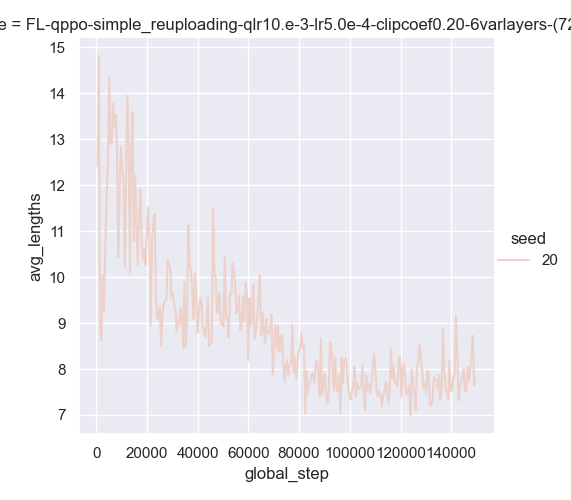 e = FL-qppo-simple_reuploading-qlr10.e-3-lr5.0e-4-clipcoef0.20-6varlayers-(72
15
14
13
12
11
10
9
8
7
avg_lengths
0 20000 40000 60000 80000 100000 120000 140000
global_step
seed
20